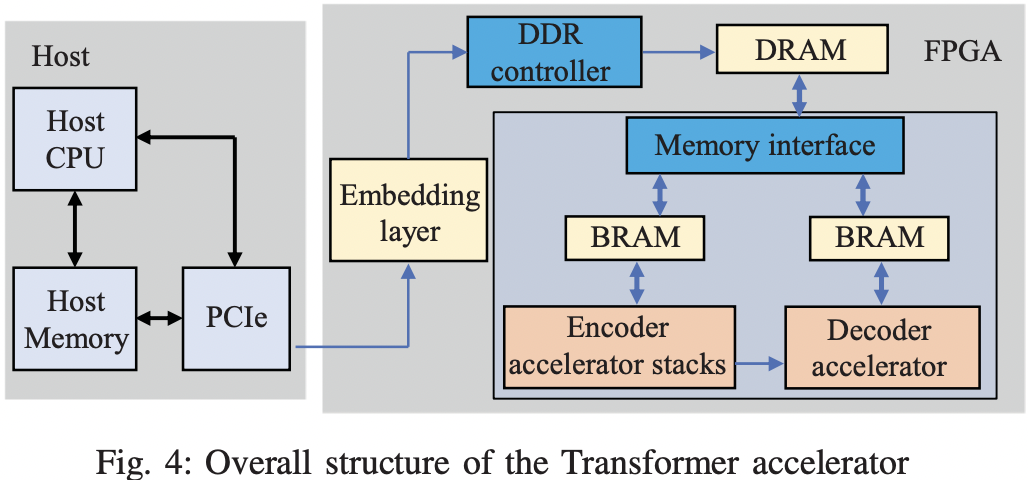 Host
Host
CPU
Host
Memory
PCIe
FPGA
DDR
controller
DRAM
Embedding
layer
Memory interface
BRAM
BRAM
Encoder
accelerator stacks
Decoder
accelerator
Fig. 4: Overall structure of the Transformer accelerator